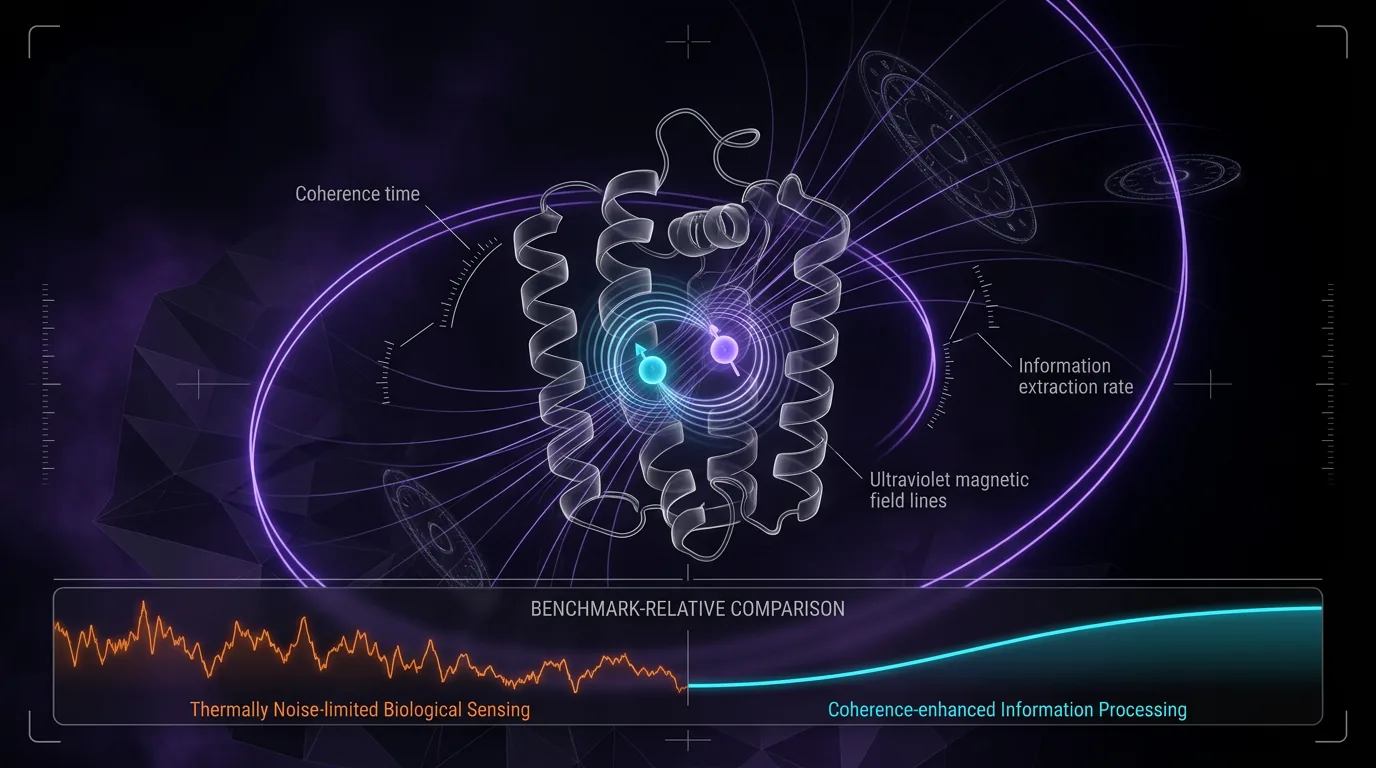 Coherence time
Information
extraction rate
Ultraviolet magnetic
field lines
BENCHMARK-RELATIVE COMPARISON
Thermally Noise-limited Biological Sensing
Coherence-enhanced Information Processing